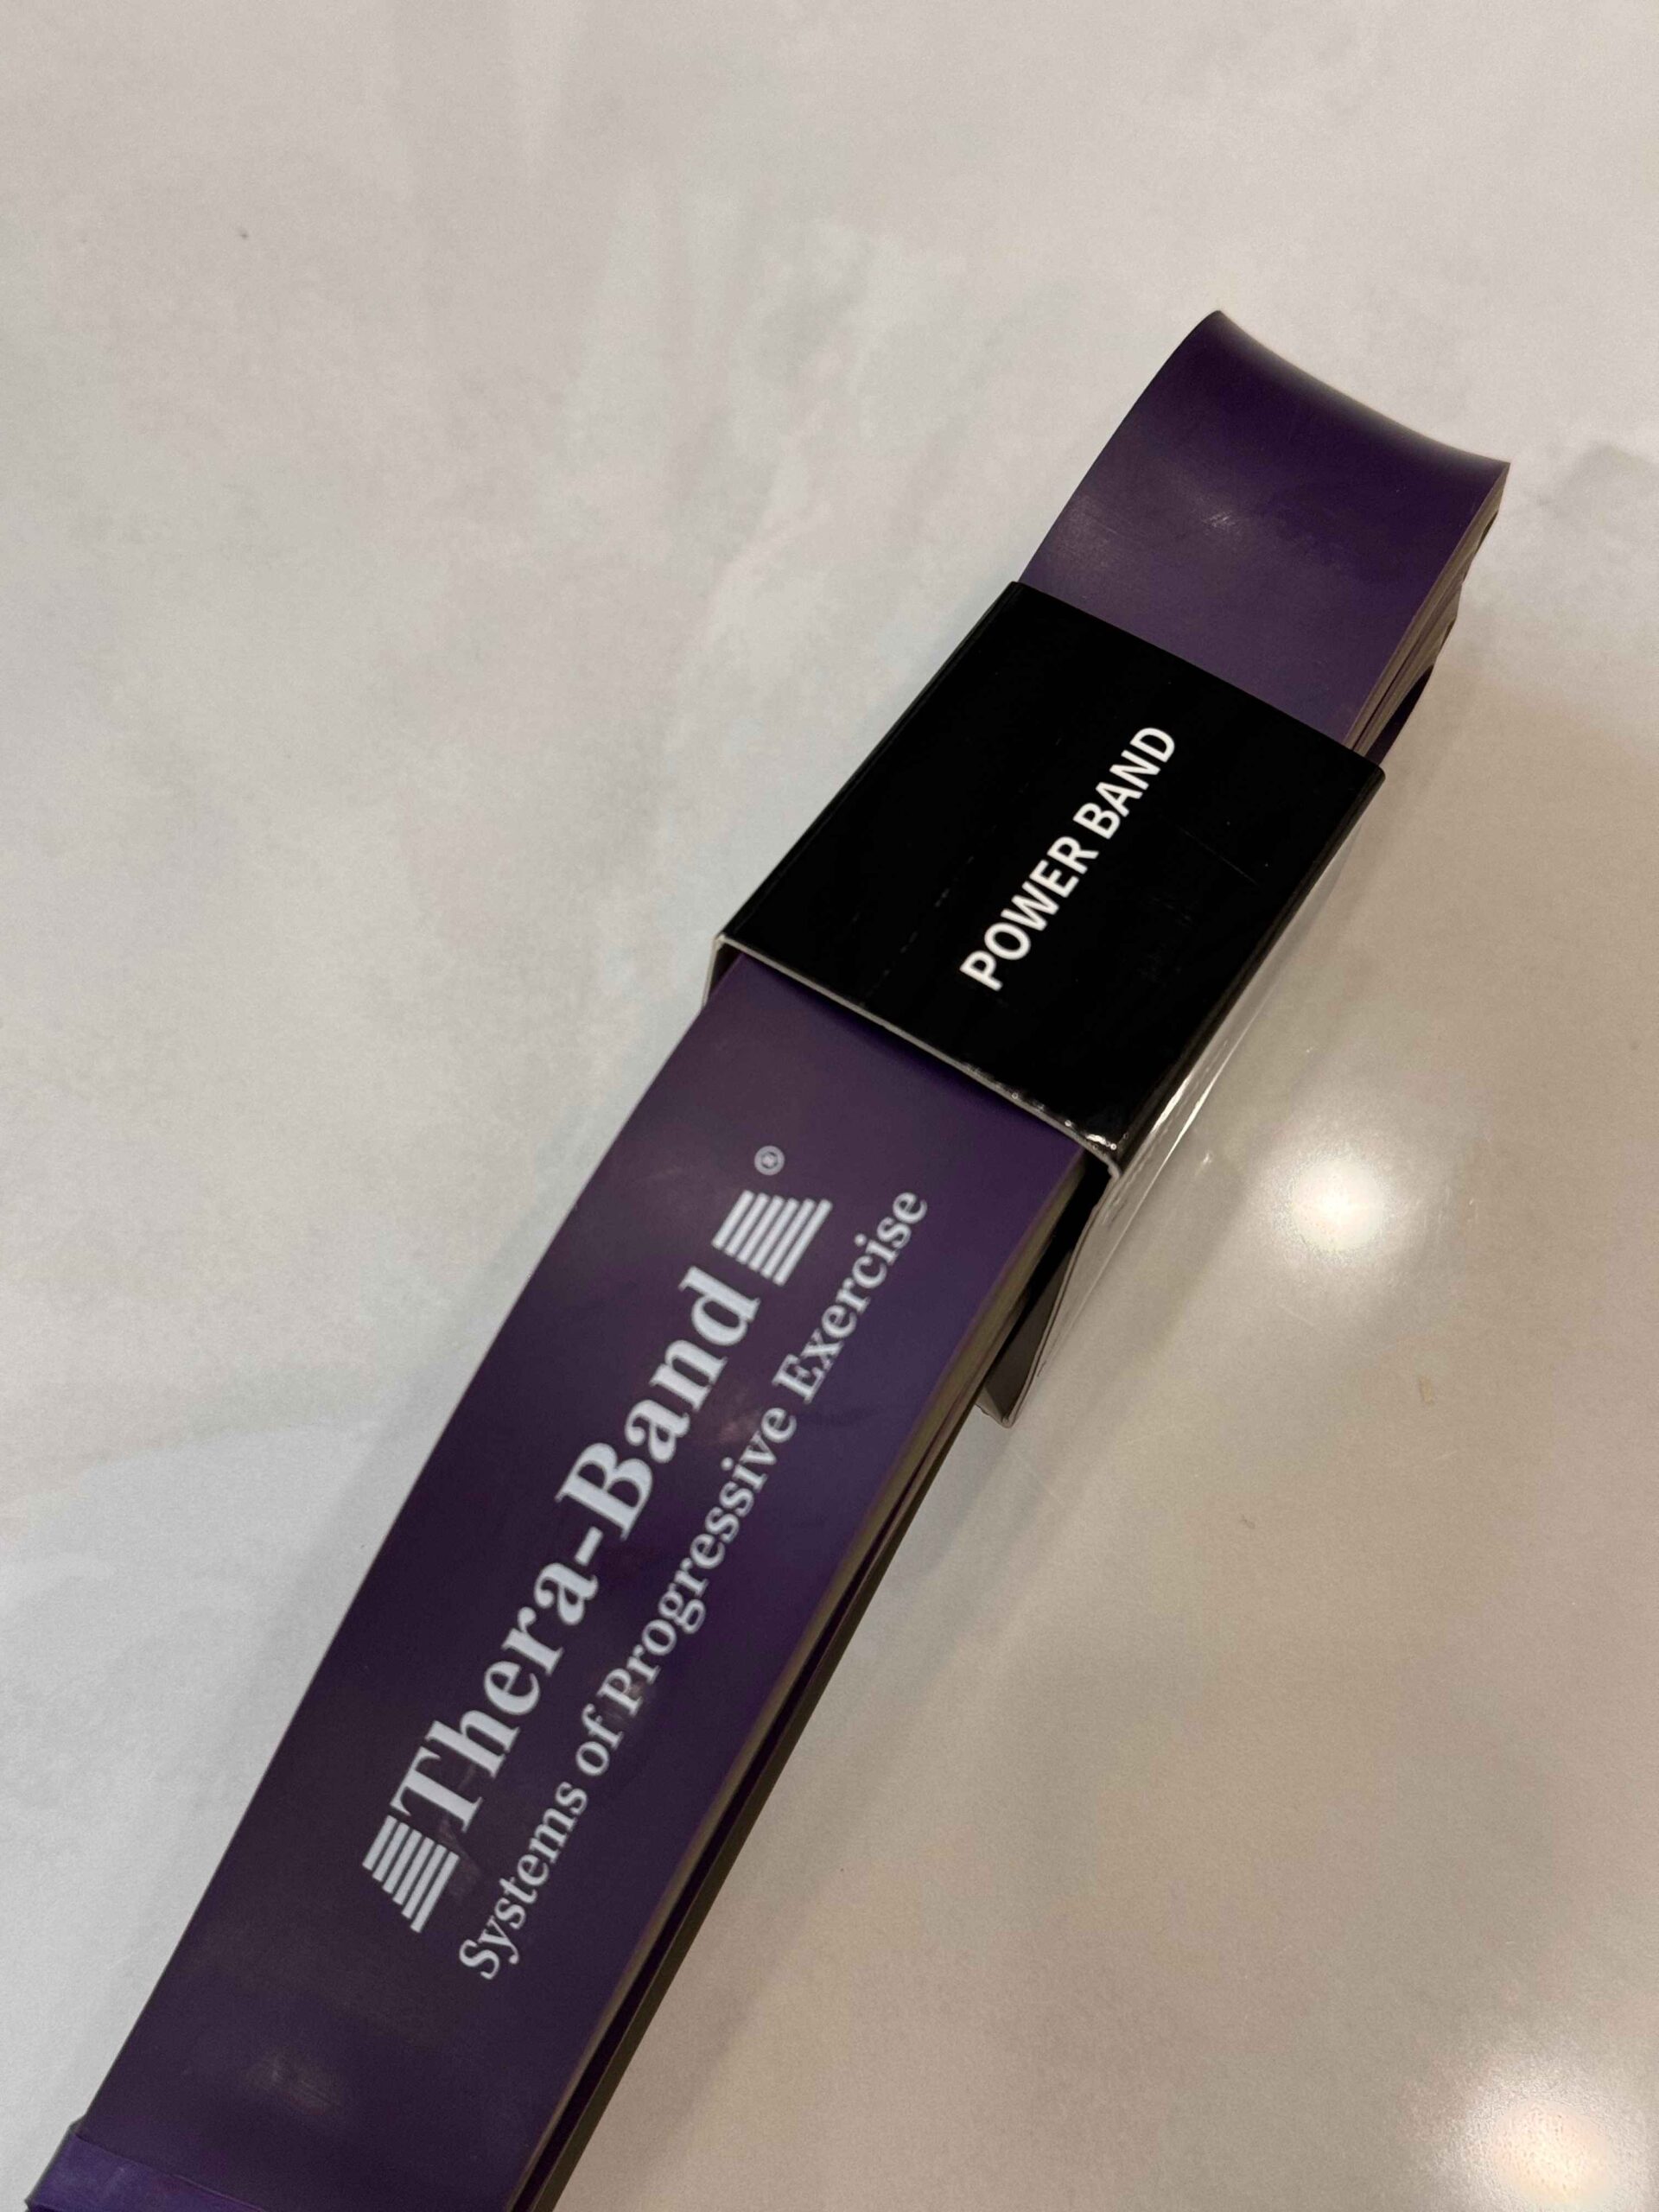 POWER BAND
Thera-Band®
Systems of Progressive Exercise